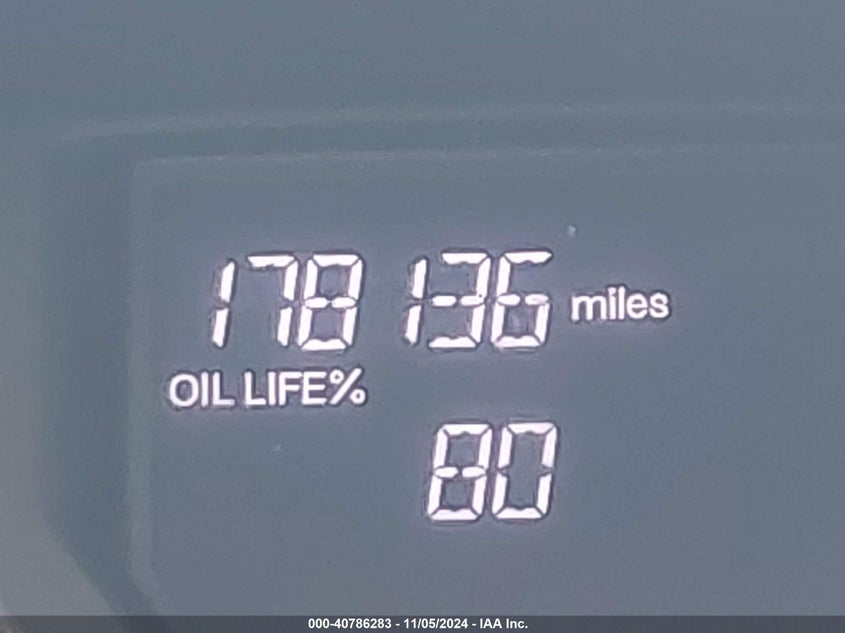 178136 miles
OIL LIFE%
80
000-40786283 - 11/05/2024 - IAA Inc.